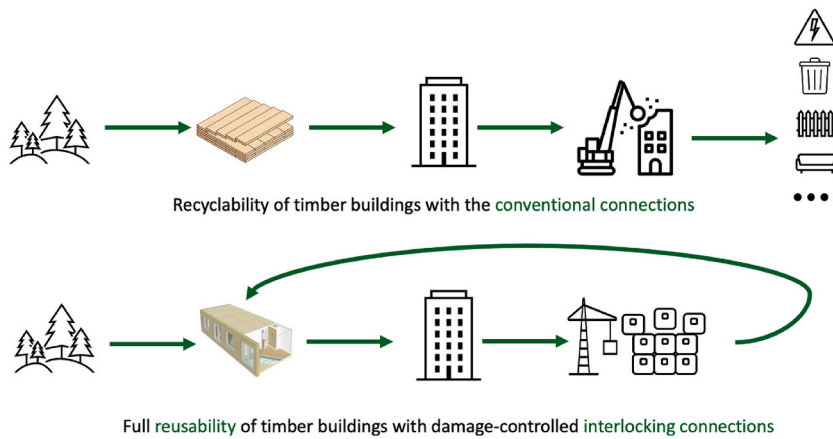 Recyclability of timber buildings with the conventional connections
Full reusability of timber buildings with damage-controlled interlocking connections